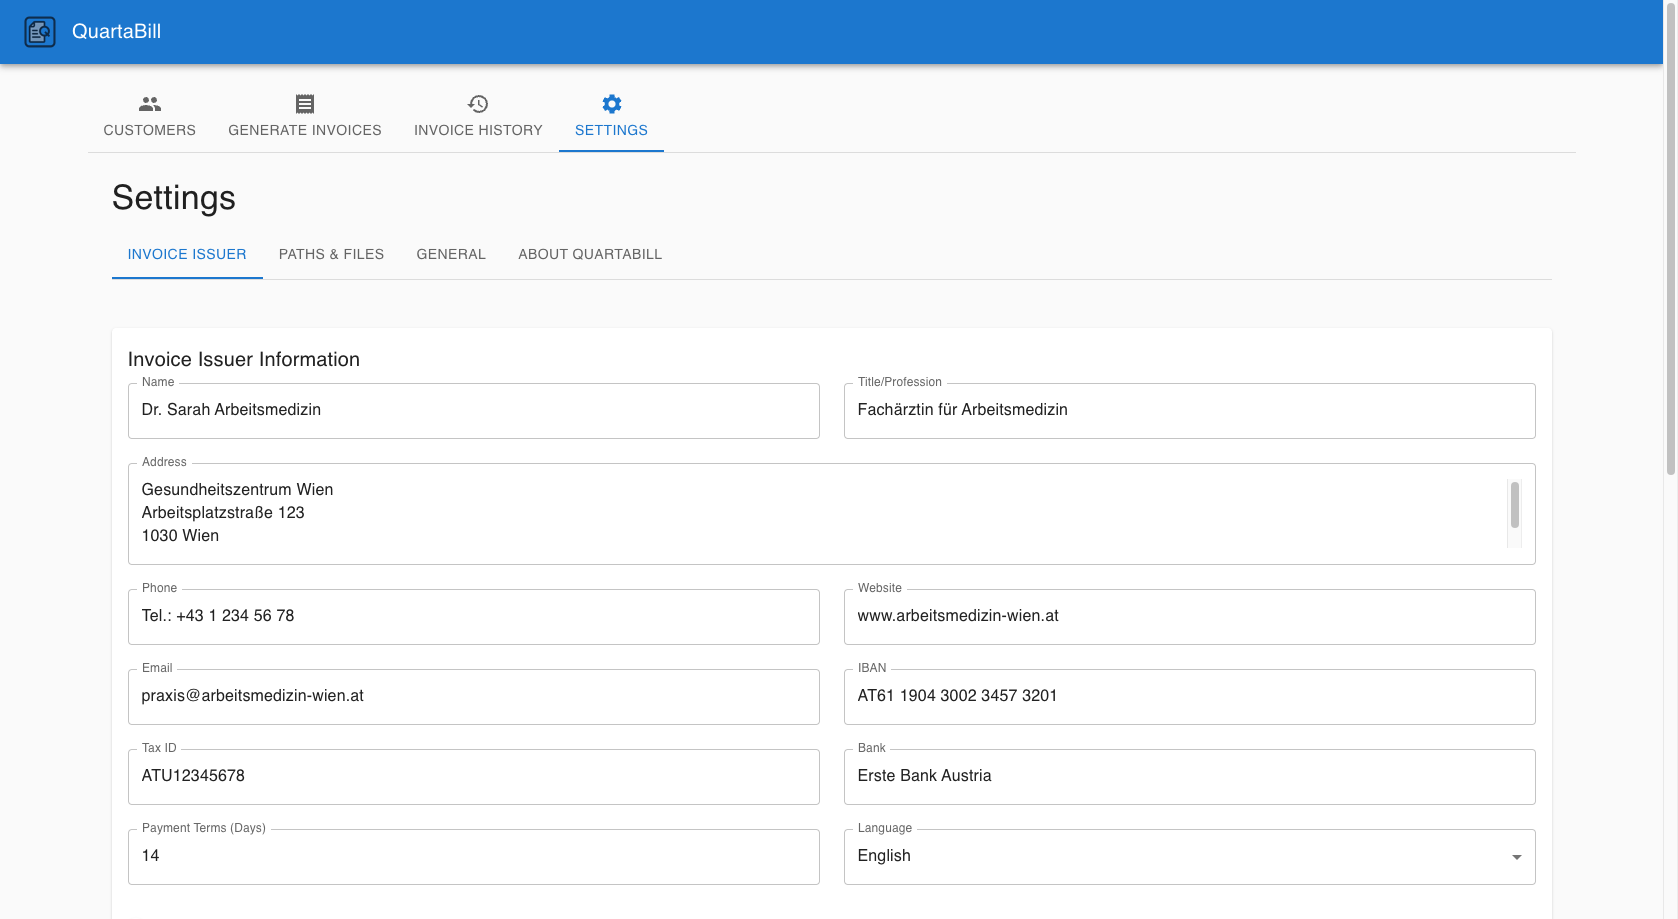 QuartaBill
CUSTOMERS
GENERATE INVOICES
INVOICE HISTORY
SETTINGS
Settings
INVOICE ISSUER
PATHS & FILES
GENERAL
ABOUT QUARTABILL
Invoice Issuer Information
Name
Dr. Sarah Arbeitsmedizin
Title/Profession
Fachärztin für Arbeitsmedizin
Address
Gesundheitszentrum Wien
Arbeitsplatzstraße 123
1030 Wien
Phone
Tel.: +43 1 234 56 78
Website
www.arbeitsmedizin-wien.at
Email
praxis@arbeitsmedizin-wien.at
IBAN
AT61 1904 3002 3457 3201
Tax ID
ATU12345678
Bank
Erste Bank Austria
Payment Terms (Days)
14
Language
English